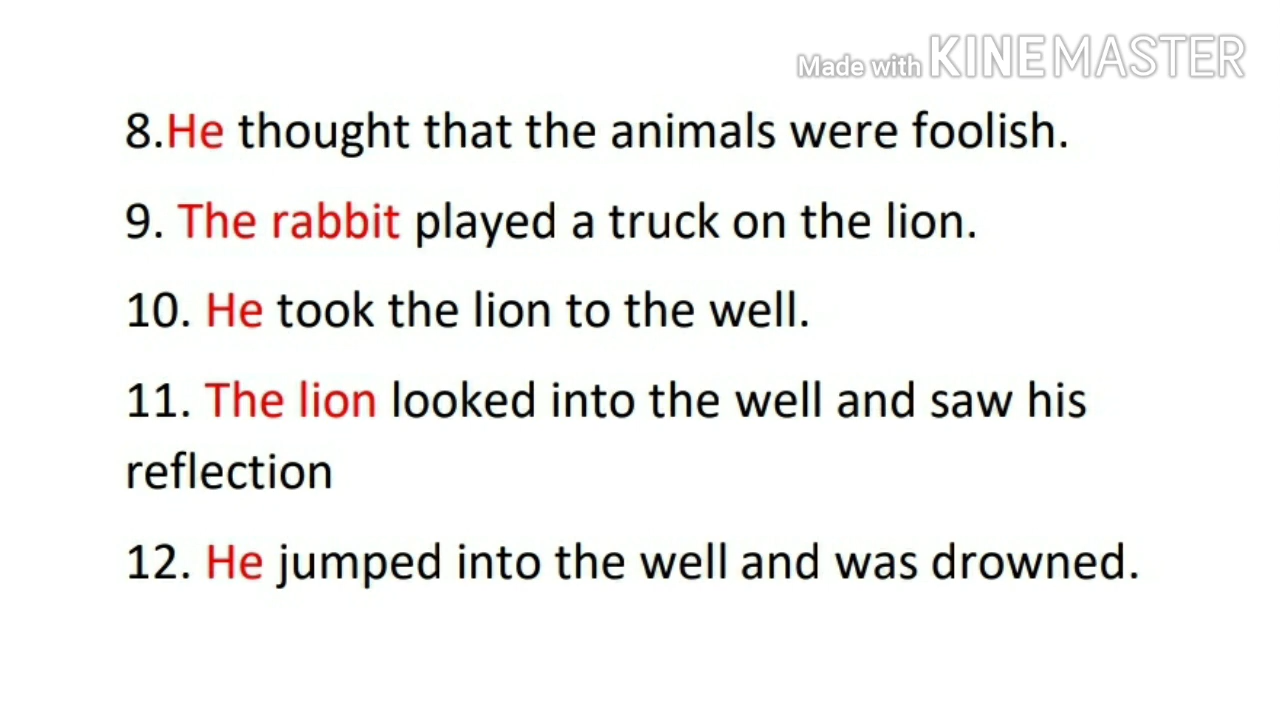 Made with KINEMASTER
8.He thought that the animals were foolish.
9. The rabbit played a truck on the lion.
10. He took the lion to the well.
11. The lion looked into the well and saw his
reflection
12. He jumped into the well and was drowned.